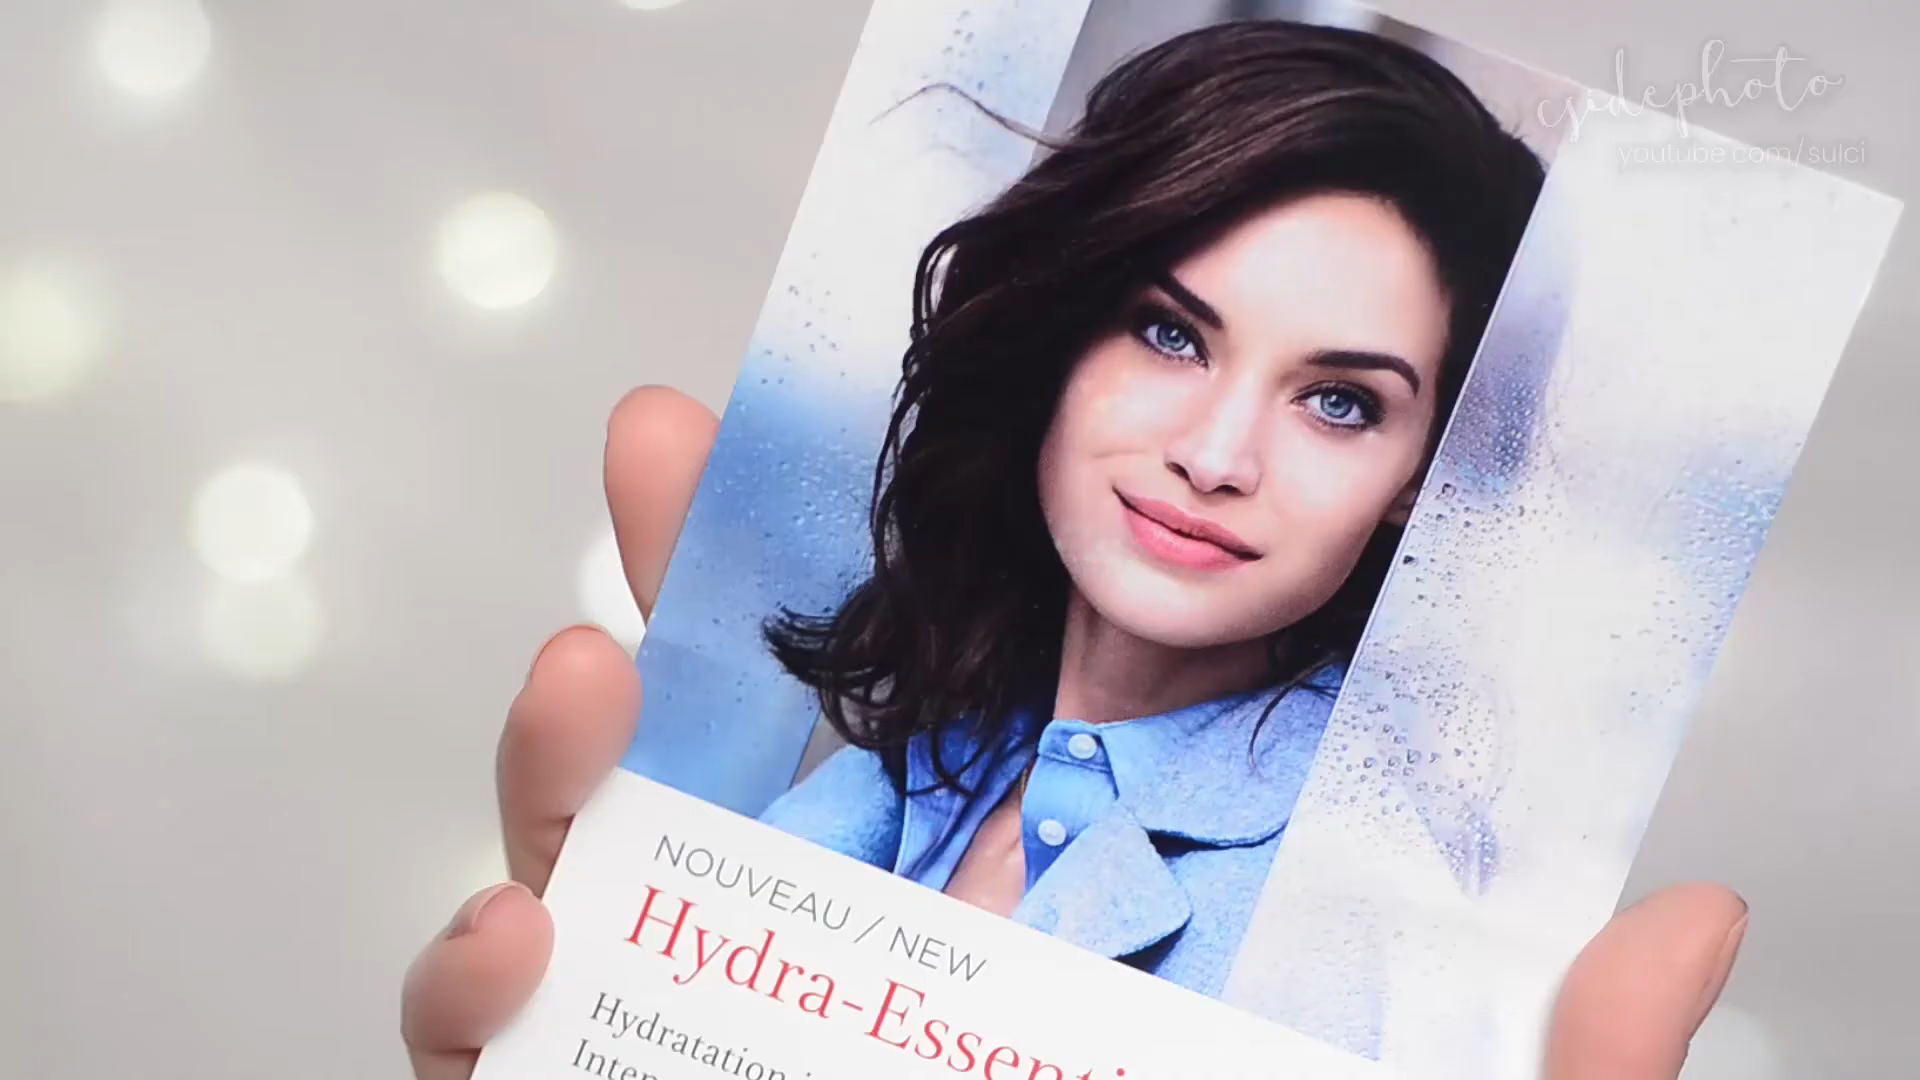 csidephoto
youtube.com/sulci
NOUVEAU / NEW
Hydra-Essenti
Hydratation
Inten